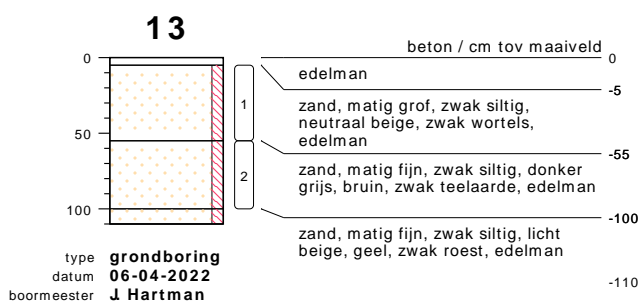 13
beton / cm tov maaiveld
0
0
edelman
-5
1
zand, matig grof, zwak siltig,
neutraal beige, zwak wortels,
edelman
50
-55
2
zand, matig fijn, zwak siltig, donker
grijs, bruin, zwak teelaarde, edelman
100
-100
zand, matig fijn, zwak siltig, licht
beige, geel, zwak roest, edelman
-110
type grondboring
datum 06-04-2022
boormeester J. Hartman